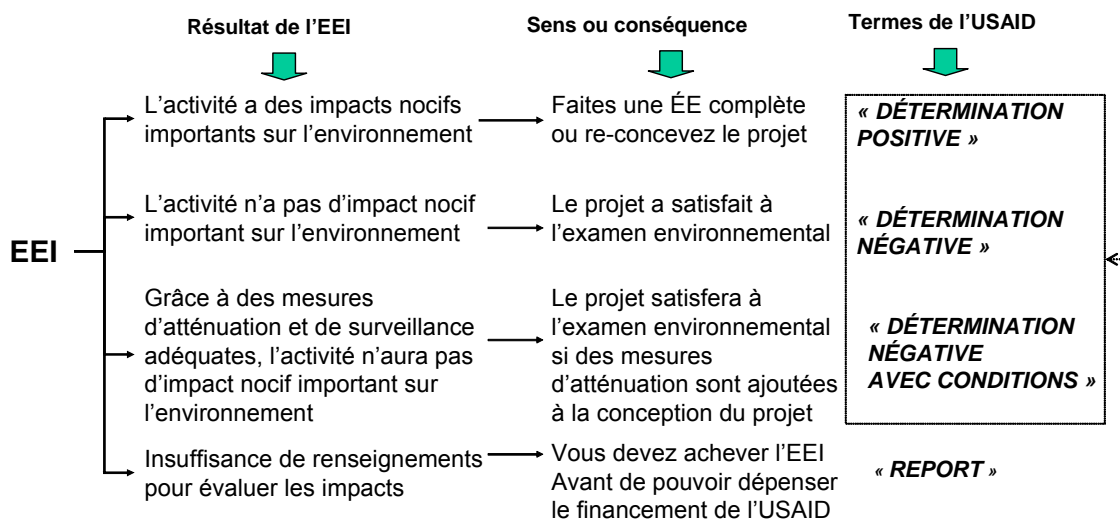 Résultat de l'EEI
Sens ou conséquence
Termes de l'USAID
EEI
L'activité a des impacts nocifs
importants sur l'environnement
Faites une ÉE complète
ou re-concevez le projet
« DÉTERMINATION
POSITIVE »
L'activité n'a pas d'impact nocif
important sur l'environnement
Le projet a satisfait à
l'examen environnemental
« DÉTERMINATION
NÉGATIVE »
Grâce à des mesures
d'atténuation et de surveillance
adéquates, l'activité n'aura pas
d'impact nocif important sur
l'environnement
Le projet satisfera à
l'examen environnemental
si des mesures
d'atténuation sont ajoutées
à la conception du projet
« DÉTERMINATION
NÉGATIVE
AVEC CONDITIONS »
Insuffisance de renseignements
pour évaluer les impacts
Vous devez achever l'EEI
Avant de pouvoir dépenser
le financement de l'USAID
« REPORT »